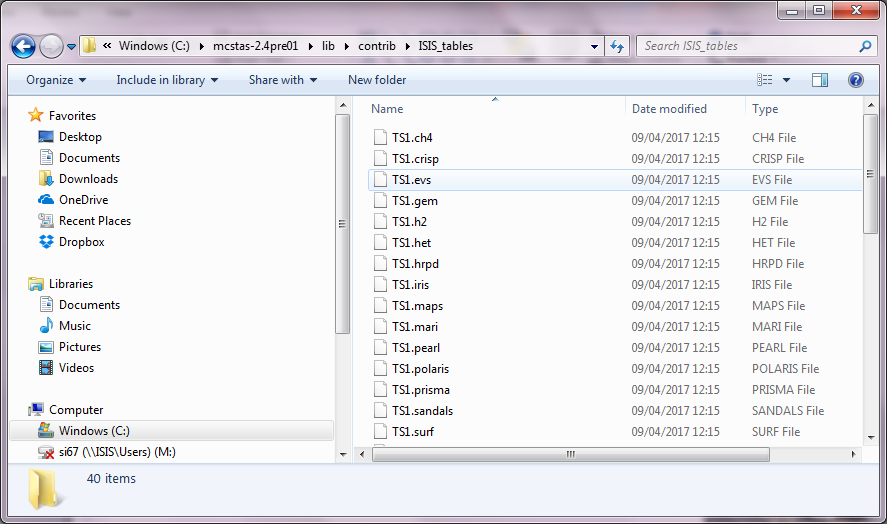 « Windows (C:) ▸ mcstas-2.4pre01 ▸ lib ▸ contrib ▸ ISIS_tables
Search ISIS_tables
Organize Include in library Share with New folder
Favorites
Desktop
Documents
Downloads
OneDrive
Recent Places
Dropbox
Libraries
Documents
Music
Pictures
Videos
Computer
Windows (C:)
si67 (\\ISIS\Users) (M:)
Name Date modified Type
TS1.ch4 09/04/2017 12:15 CH4 File
TS1.crisp 09/04/2017 12:15 CRISP File
TS1.evs 09/04/2017 12:15 EVS File
TS1.gem 09/04/2017 12:15 GEM File
TS1.h2 09/04/2017 12:15 H2 File
TS1.het 09/04/2017 12:15 HET File
TS1.hrpd 09/04/2017 12:15 HRPD File
TS1.iris 09/04/2017 12:15 IRIS File
TS1.maps 09/04/2017 12:15 MAPS File
TS1.mari 09/04/2017 12:15 MARI File
TS1.pearl 09/04/2017 12:15 PEARL File
TS1.polaris 09/04/2017 12:15 POLARIS File
TS1.prisma 09/04/2017 12:15 PRISMA File
TS1.sandals 09/04/2017 12:15 SANDALS File
TS1.surf 09/04/2017 12:15 SURF File
40 items